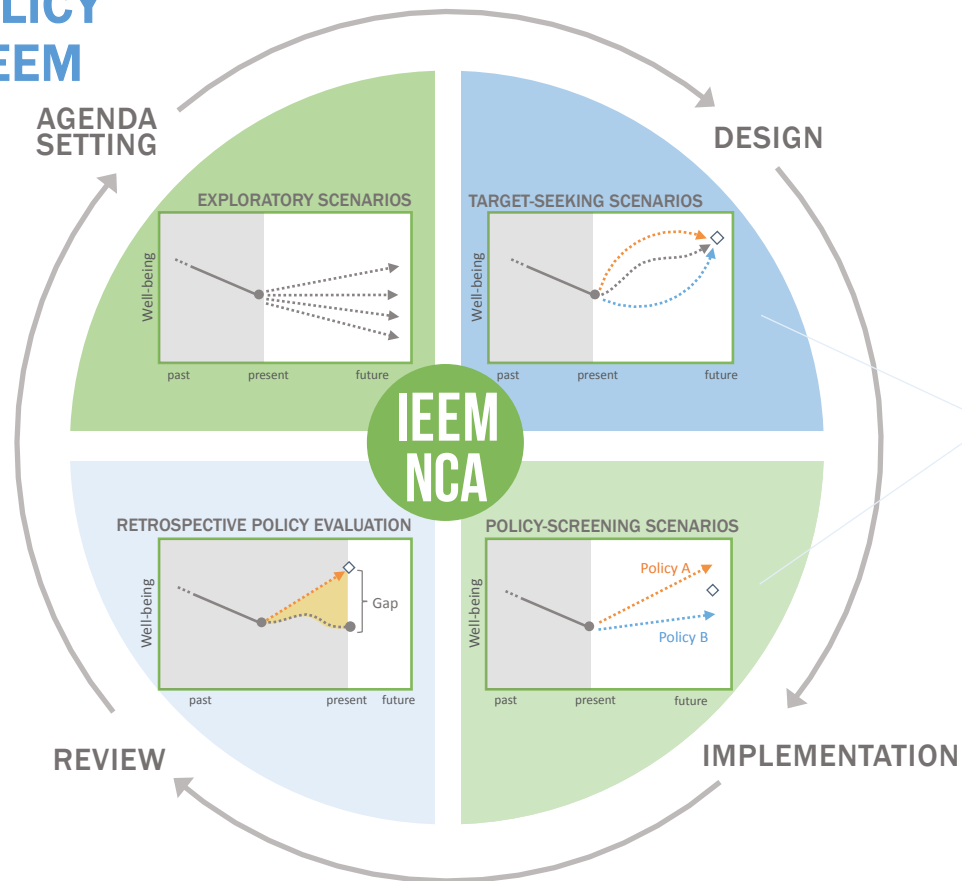 EEM
AGENDA
SETTING
DESIGN
EXPLORATORY SCENARIOS
Well-being
past present future
TARGET-SEEKING SCENARIOS
Well-being
past present future
IEEM
NCA
RETROSPECTIVE POLICY EVALUATION
Well-being
Gap
past present future
POLICY-SCREENING SCENARIOS
Well-being
Policy A
Policy B
past present future
REVIEW
IMPLEMENTATION